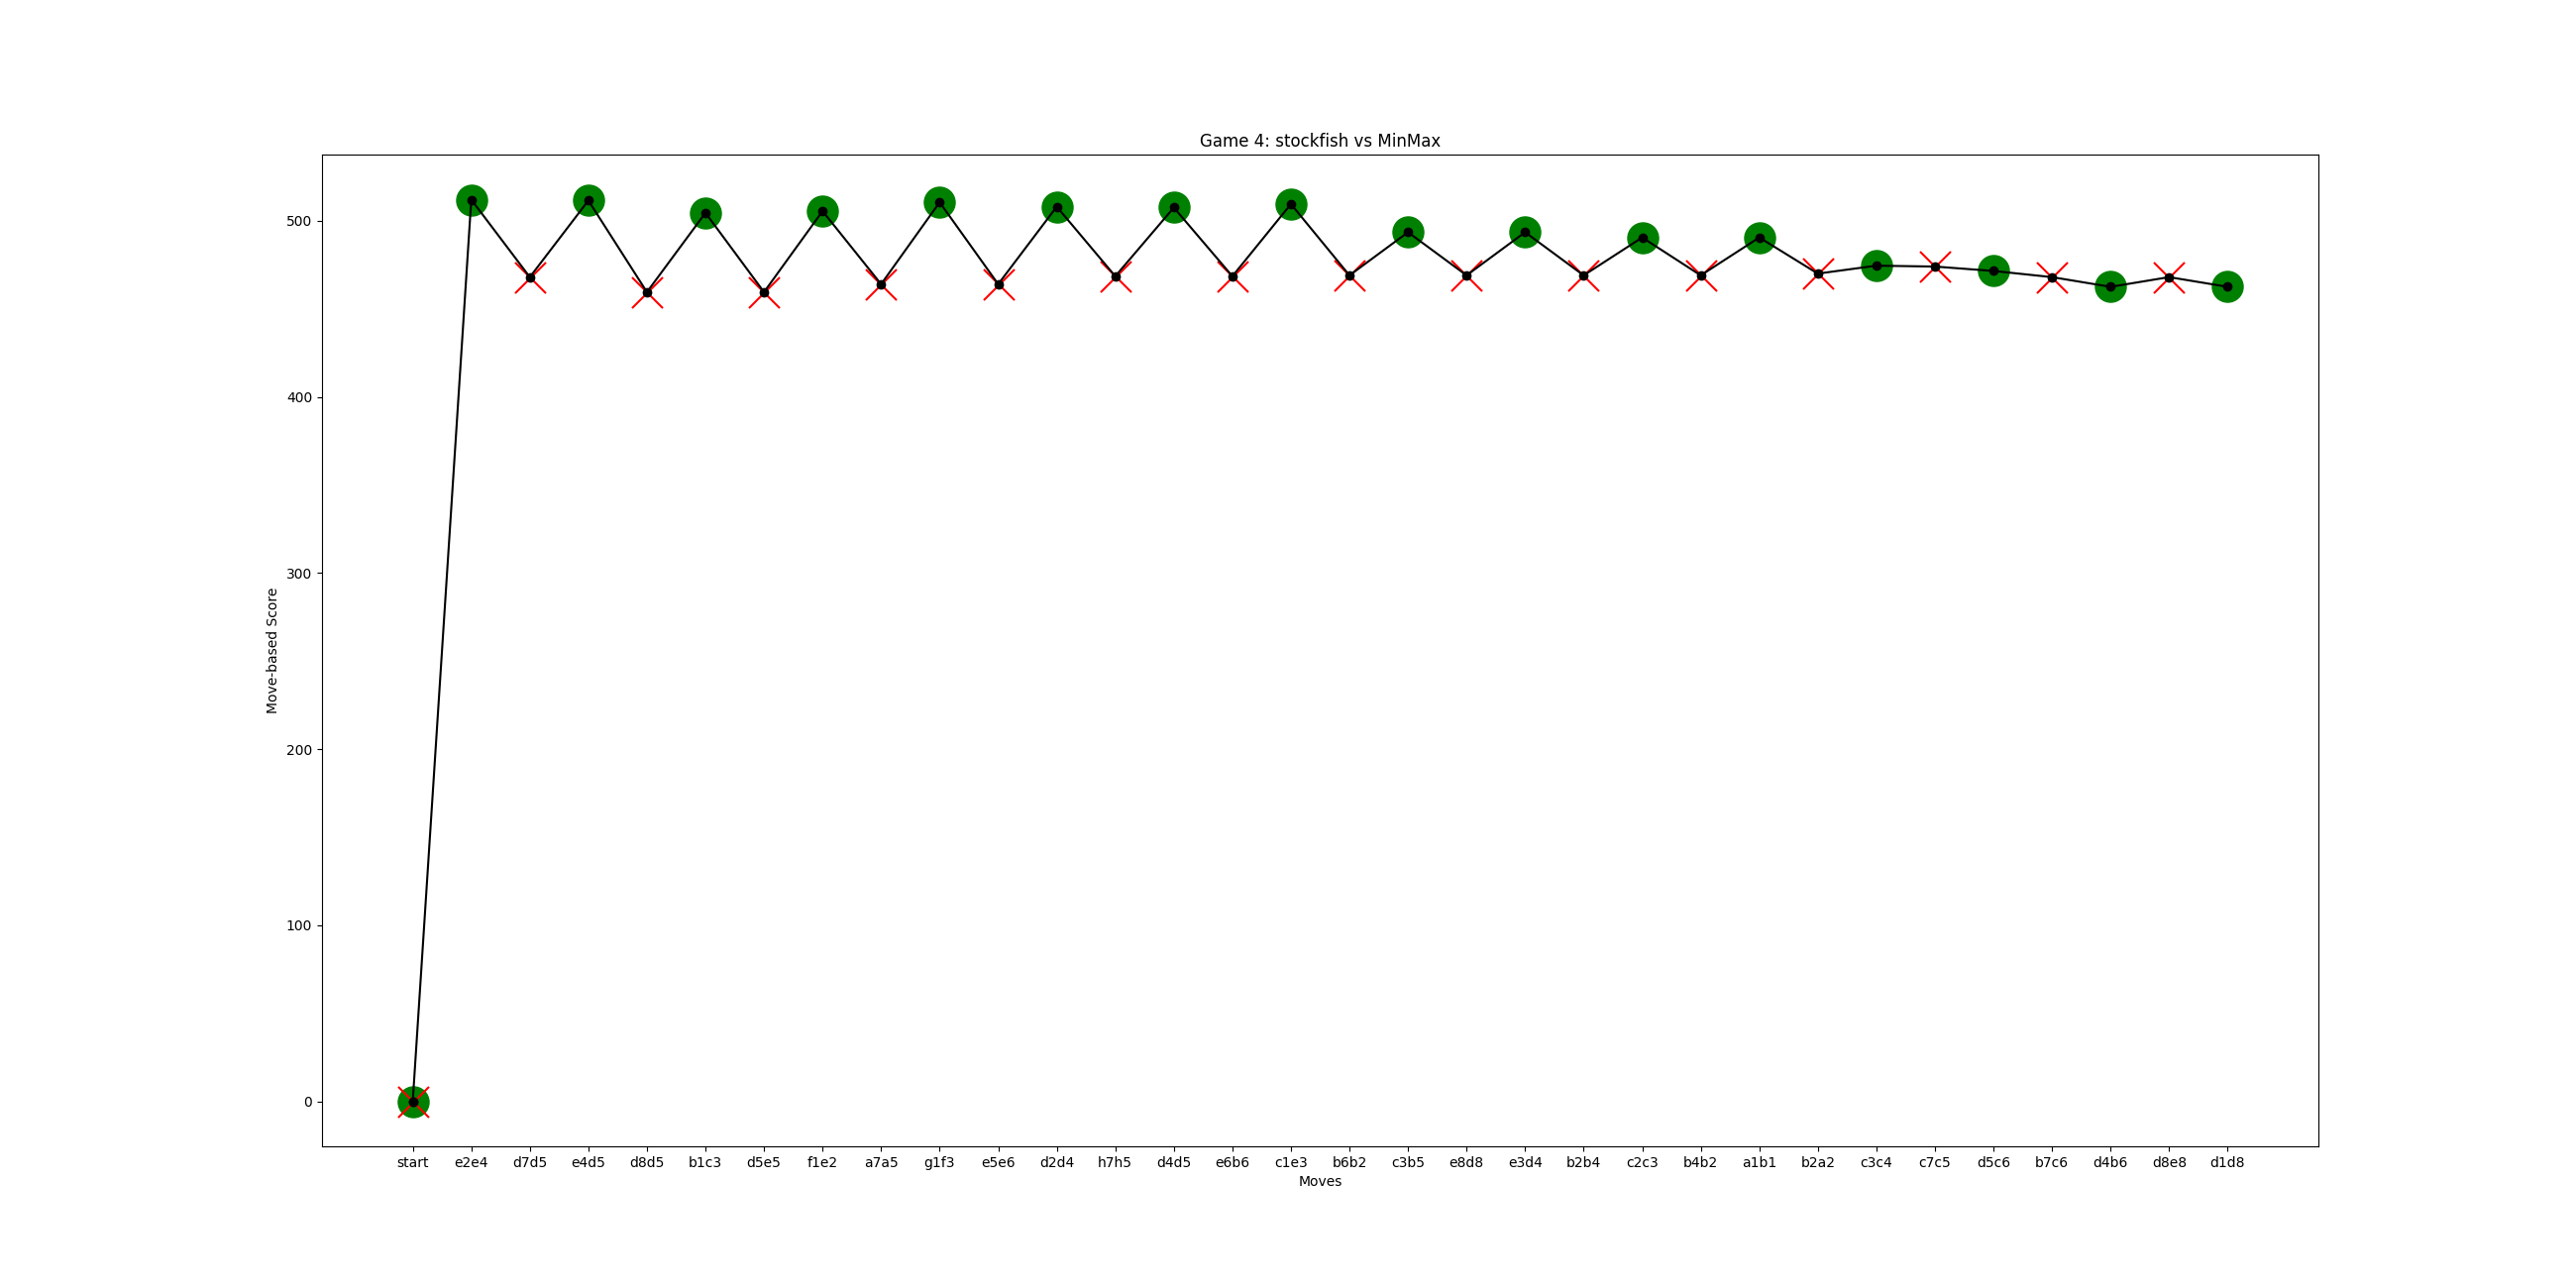 Game 4: stockfish vs MinMax
500
400
300
200
100
0
Move-based Score
start e2e4 d7d5 e4d5 d8d5 b1c3 d5e5 f1e2 a7a5 g1f3 e5e6 d2d4 h7h5 d4d5 e6b6 c1e3 b6b2 c3b5 e8d8 e3d4 b2b4 c2c3 b4b2 a1b1 b2a2 c3c4 c7c5 d5c6 b7c6 d4b6 d8e8 d1d8
Moves